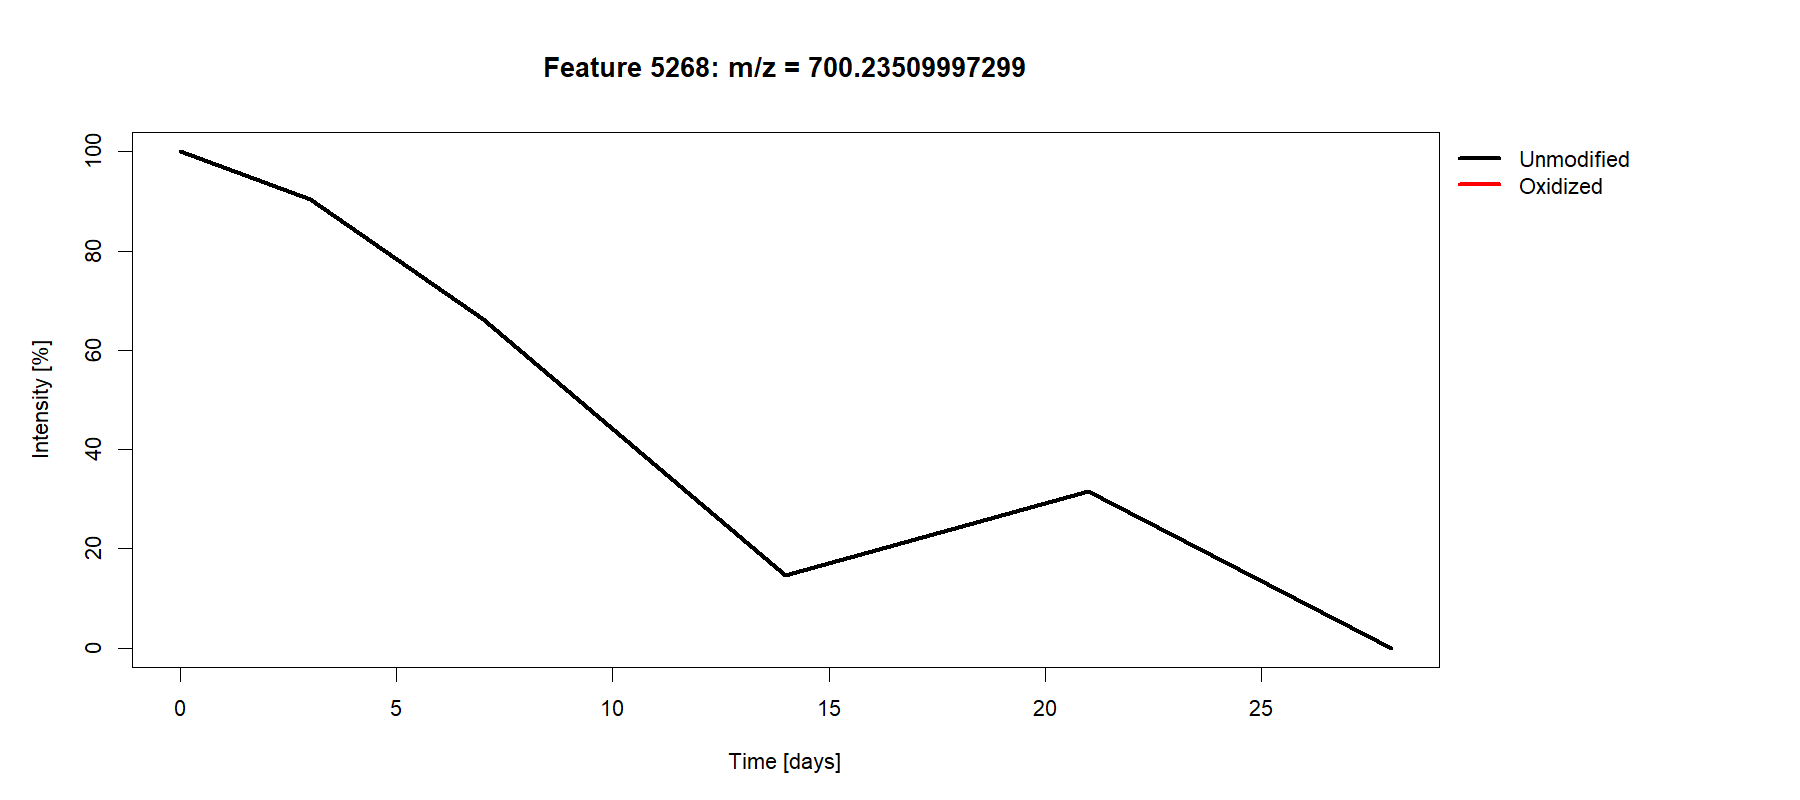 Feature 5268: m/z = 700.23509997299
Unmodified
Oxidized
Intensity [%]
100
80
60
40
20
0
0 5 10 15 20 25
Time [days]